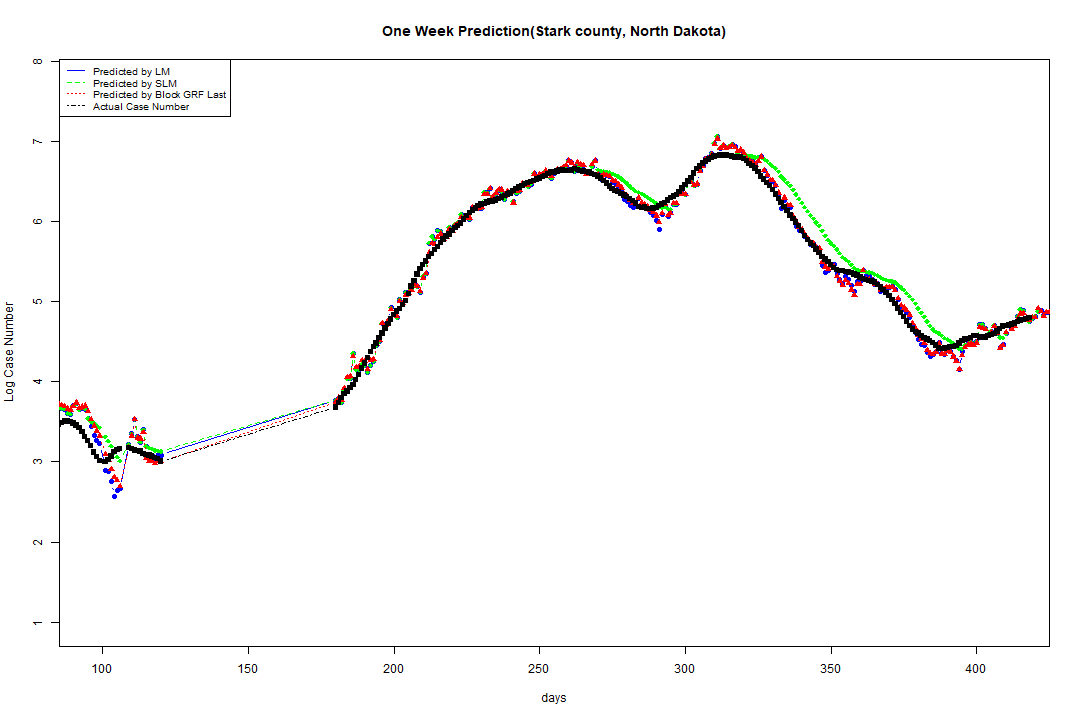 One Week Prediction(Stark county, North Dakota)
Predicted by LM
Predicted by SLM
Predicted by Block GRF Last
Actual Case Number
8
7
6
5
4
3
2
1
Log Case Number
100 150 200 250 300 350 400
days